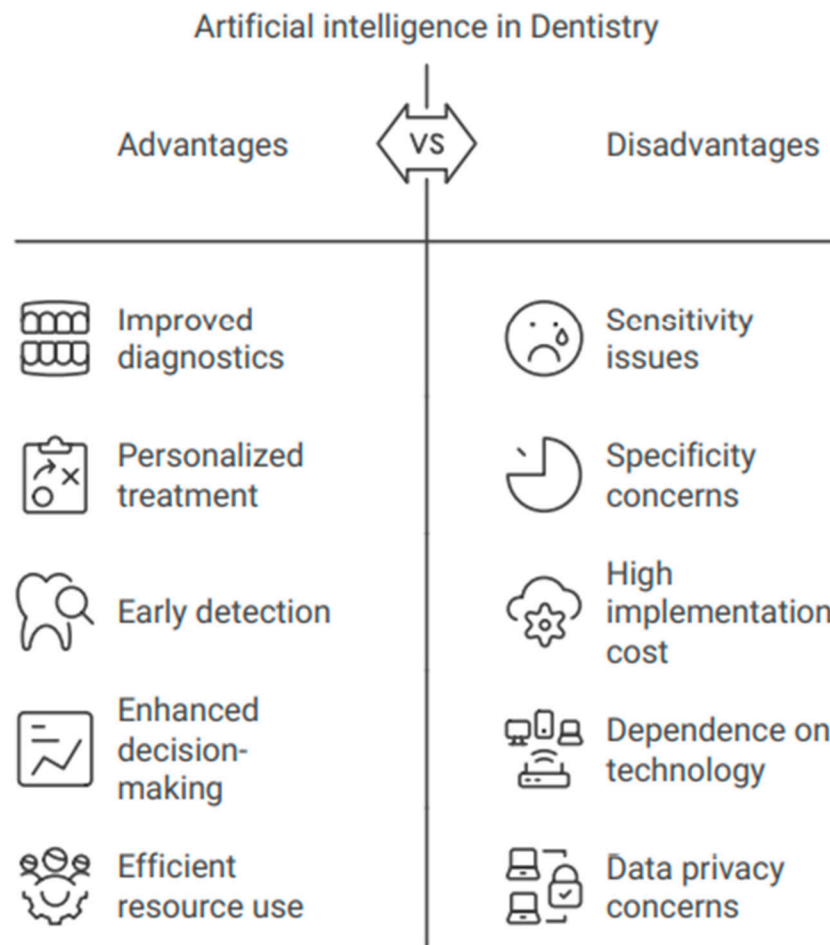 Artificial intelligence in Dentistry
Advantages
VS
Disadvantages
Improved
diagnostics
Sensitivity
issues
Personalized
treatment
Specificity
concerns
Early detection
High
implementation
cost
Enhanced
decision-
making
Dependence on
technology
Efficient
resource use
Data privacy
concerns